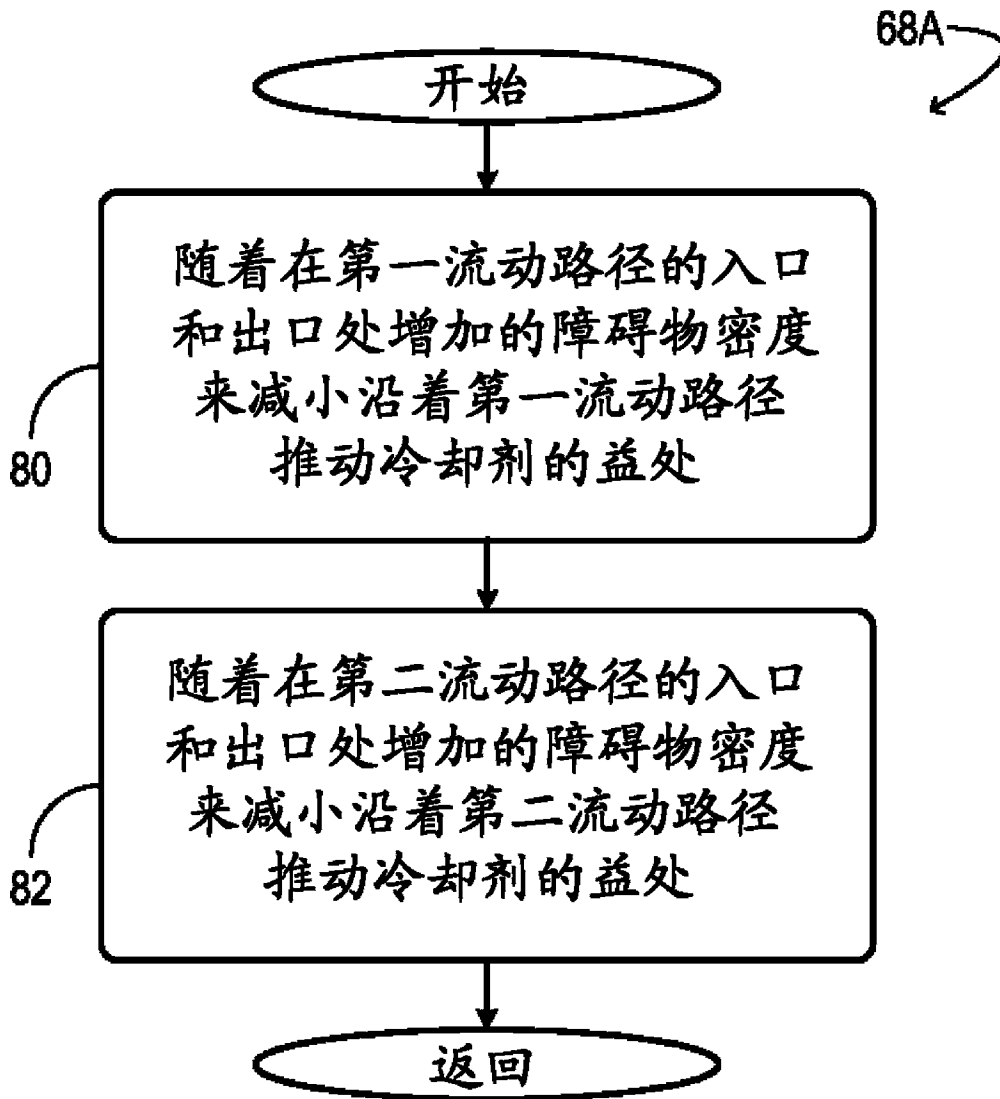 68A
开始
随着在第一流动路径的入口
和出口处增加的障碍物密度
来减小沿着第一流动路径
推动冷却剂的益处
80
随着在第二流动路径的入口
和出口处增加的障碍物密度
来减小沿着第二流动路径
推动冷却剂的益处
82
返回